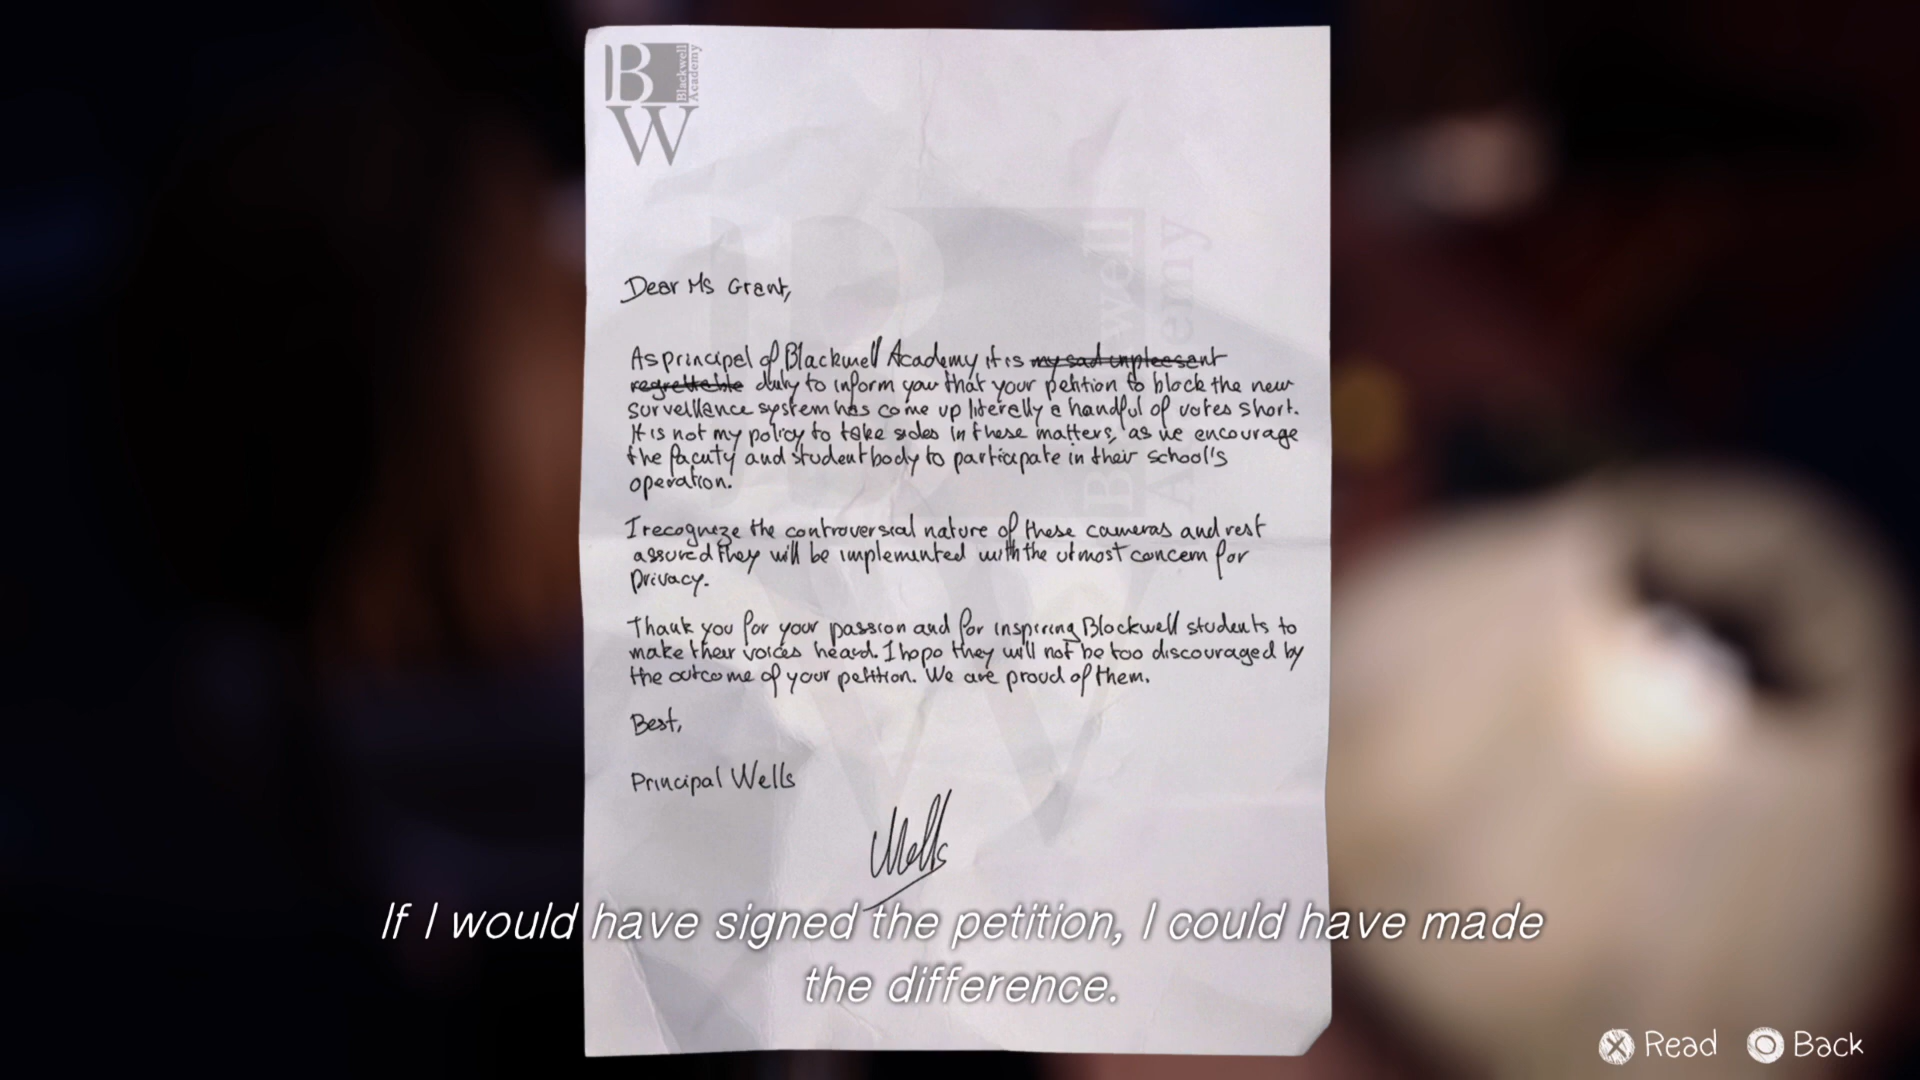 B
Blackwell
Academy
W
Dear Ms Grant,
As principel of Blackwell Academy it is my sad unpleesant
regrettable duty to inform you that your petition to block the new
surveillance system has come up literelly a handful of votes short.
It is not my policy to take sides in these matters, as we encourage
the facuty and student body to participate in their school's
operation.
I recogneze the controversial nature of these cameras and rest
assured they will be implemented with the utmost concern for
privacy.
Thank you for your passion and for inspiring Blackwell students to
make their voices heard. I hope they will not be too discouraged by
the outcome of your petition. We are proud of them.
Best,
Principal Wells
Wells
If I would have signed the petition, I could have made
the difference.
Read
Back